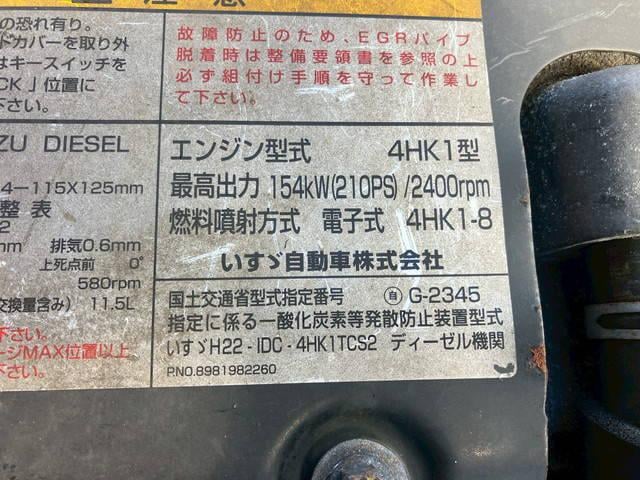 注 意
の恐れ有り。
ドカバーを取り外
はキースイッチを
CK」位置に
下さい。
故障防止のため、EGRパイプ
脱着時は整備要領書を参照の上
必ず組付け手順を守って作業し
て下さい。
ZU DIESEL
4-115X125mm
整 表
2
mm 排気0.6mm
上死点前 0°
580rpm
交換量含み) 11.5L
下さい。
ージMAX位置以上
下さい。
エンジン型式 4HK1型
最高出力 154kW(210PS)/2400rpm
燃料噴射方式 電子式 4HK1-8
いすゞ自動車株式会社
国土交通省型式指定番号 ㊀自 G-2345
指定に係る一酸化炭素等発散防止装置型式
いすゞH22-IDC-4HK1TCS2 ディーゼル機関
P.NO.8981982260